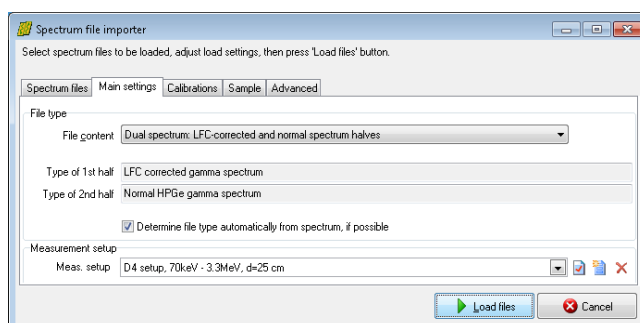 Spectrum file importer
Select spectrum files to be loaded, adjust load settings, then press 'Load files' button.
Spectrum files Main settings Calibrations Sample Advanced
File type
File content Dual spectrum: LFC-corrected and normal spectrum halves
Type of 1st half LFC corrected gamma spectrum
Type of 2nd half Normal HPGe gamma spectrum
Determine file type automatically from spectrum, if possible
Measurement setup
Meas. setup D4 setup, 70keV - 3.3MeV, d=25 cm
Load files Cancel